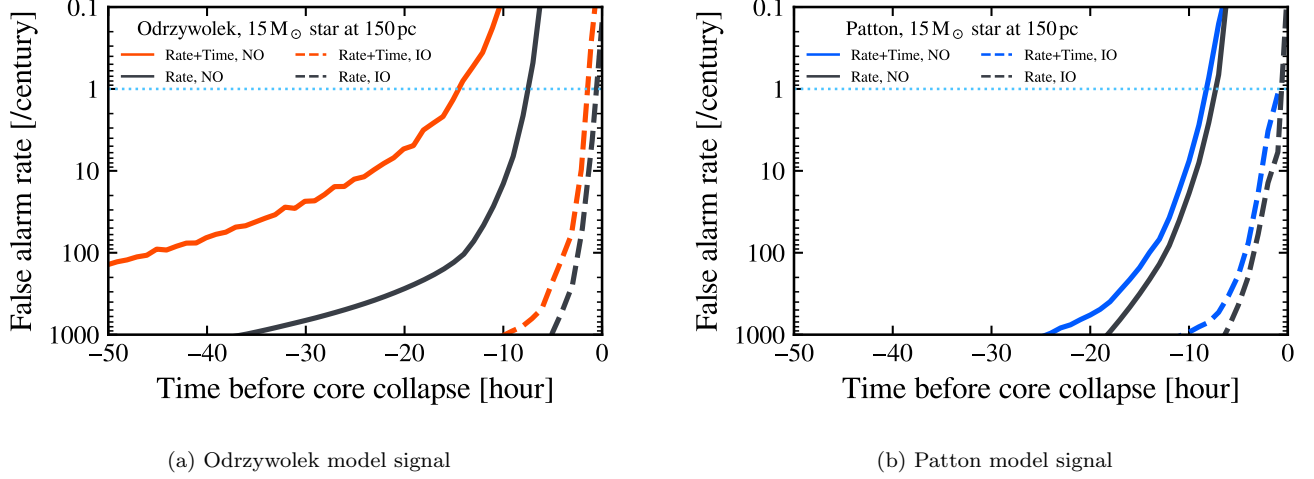 Odrzywolek, 15 M⊙ star at 150 pc
Rate+Time, NO
Rate+Time, IO
Rate, NO
Rate, IO
0.1
1
10
100
1000
False alarm rate [/century]
−50
−40
−30
−20
−10
0
Time before core collapse [hour]
(a) Odrzywolek model signal
Patton, 15 M⊙ star at 150 pc
Rate+Time, NO
Rate+Time, IO
Rate, NO
Rate, IO
0.1
1
10
100
1000
False alarm rate [/century]
−50
−40
−30
−20
−10
0
Time before core collapse [hour]
(b) Patton model signal